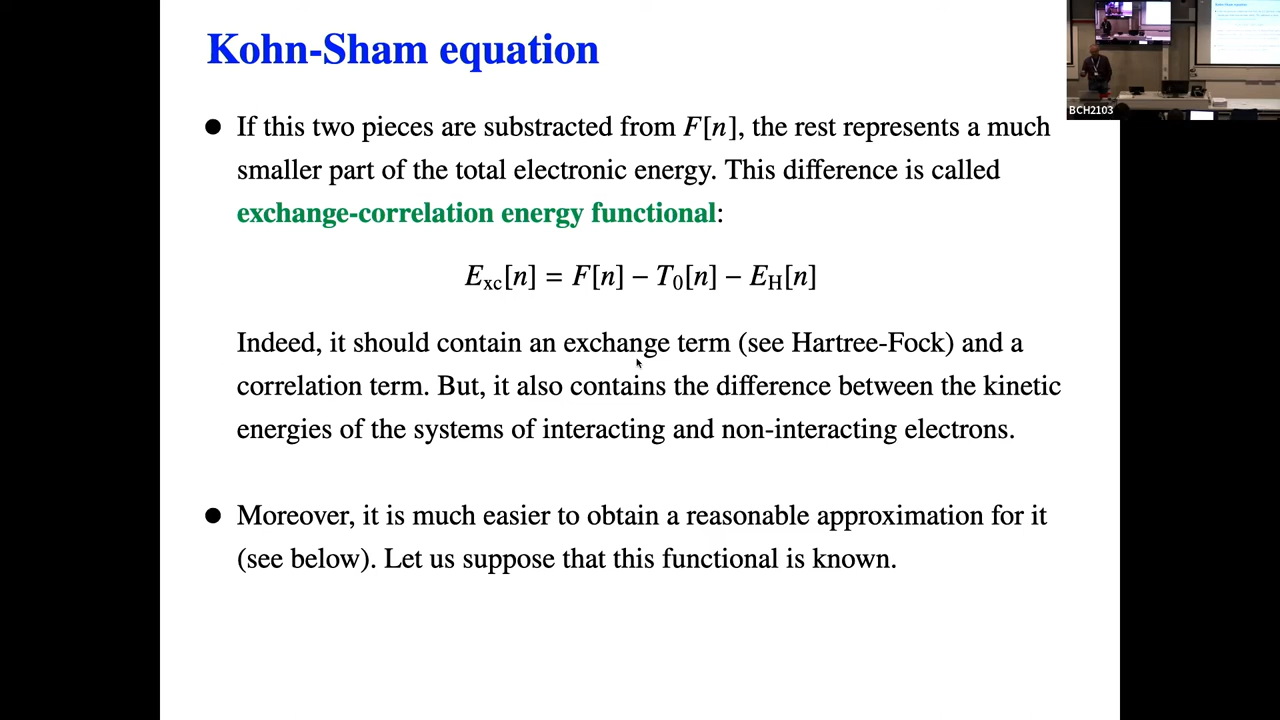 Kohn-Sham equation
● If this two pieces are substracted from F[n], the rest represents a much
smaller part of the total electronic energy. This difference is called
exchange-correlation energy functional:
E_xc[n] = F[n] − T_0[n] − E_H[n]
Indeed, it should contain an exchange term (see Hartree-Fock) and a
correlation term. But, it also contains the difference between the kinetic
energies of the systems of interacting and non-interacting electrons.
● Moreover, it is much easier to obtain a reasonable approximation for it
(see below). Let us suppose that this functional is known.
BCH2103